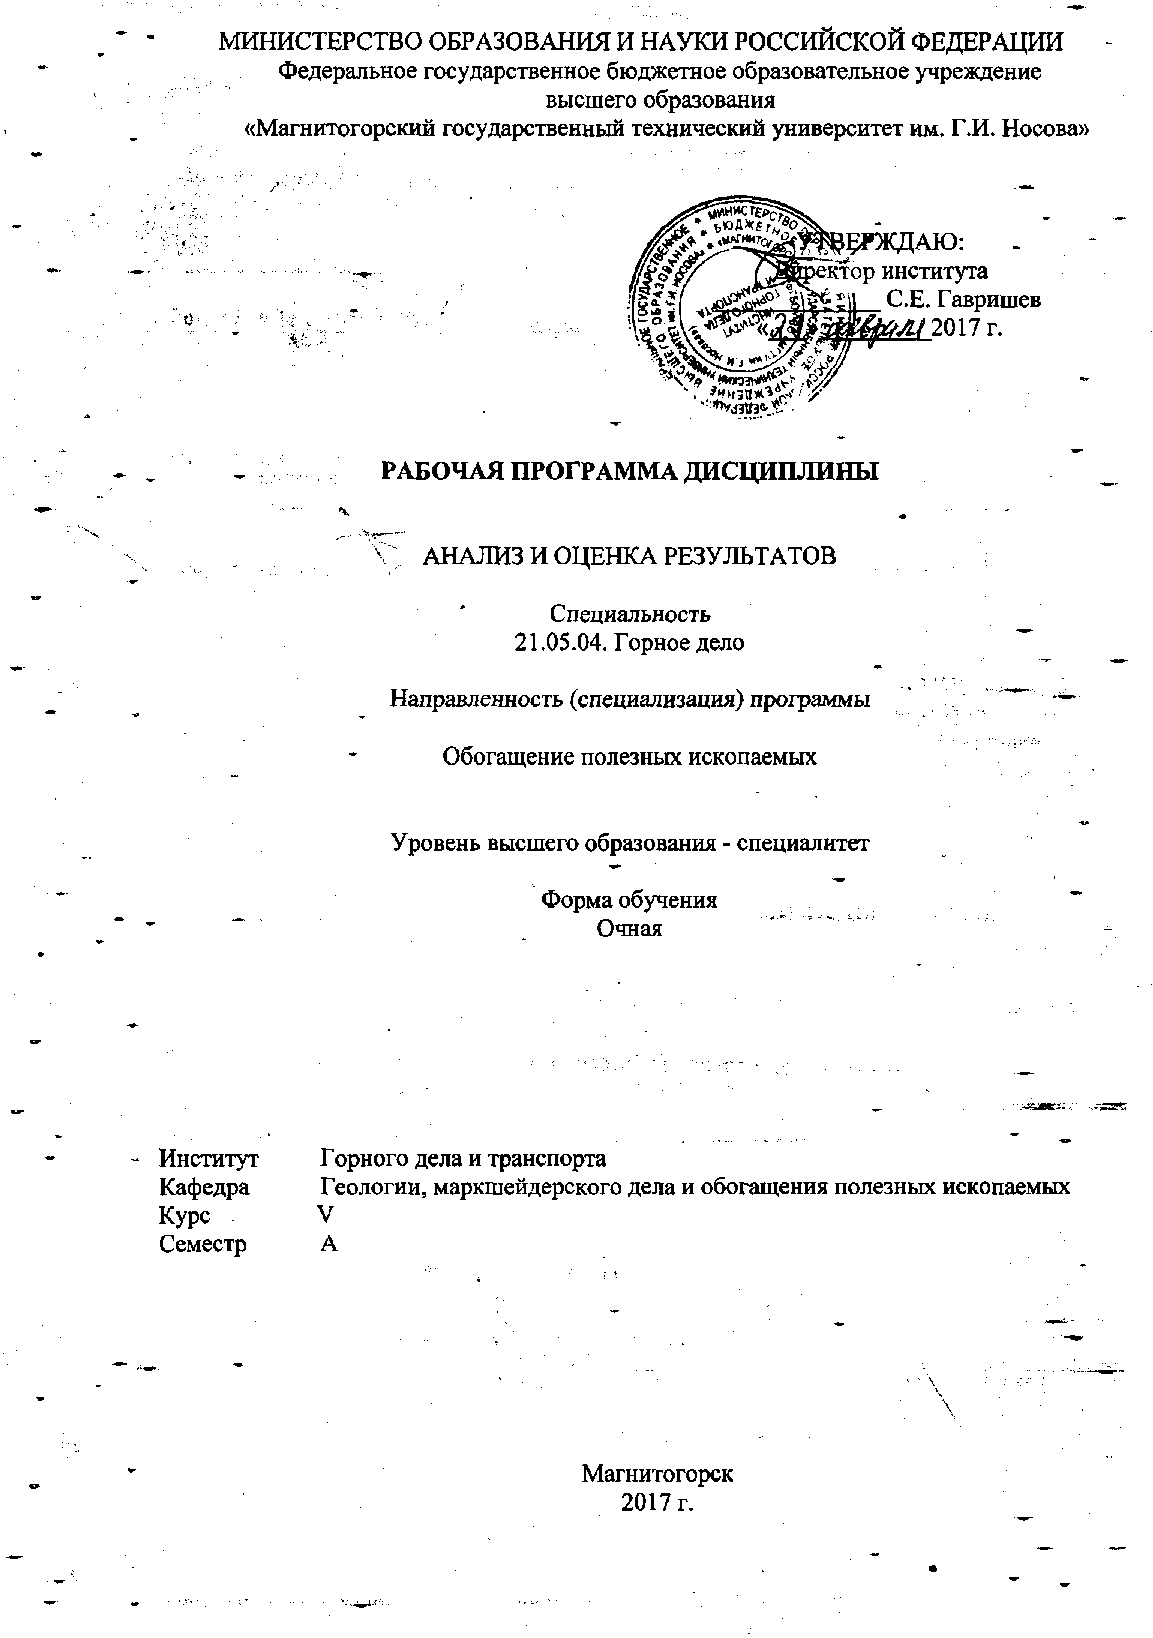 МИНИСТЕРСТВО ОБРАЗОВАНИЯ И НАУКИ РОССИЙСКОЙ ФЕДЕРАЦИИ
Федеральное государственное бюджетное образовательное учреждение
высшего образования
«Магнитогорский государственный технический университет им. Г.И. Носова»
УТВЕРЖДАЮ:
Директор института
С.Е. Гавришев
2017 г.
РАБОЧАЯ ПРОГРАММА ДИСЦИПЛИНЫ
АНАЛИЗ И ОЦЕНКА РЕЗУЛЬТАТОВ
Специальность
21.05.04. Горное дело
Направленность (специализация) программы
Обогащение полезных ископаемых
Уровень высшего образования - специалитет
Форма обучения
Очная
Институт Горного дела и транспорта
Кафедра Геологии, маркшейдерского дела и обогащения полезных ископаемых
Курс V
Семестр А
Магнитогорск
2017 г.